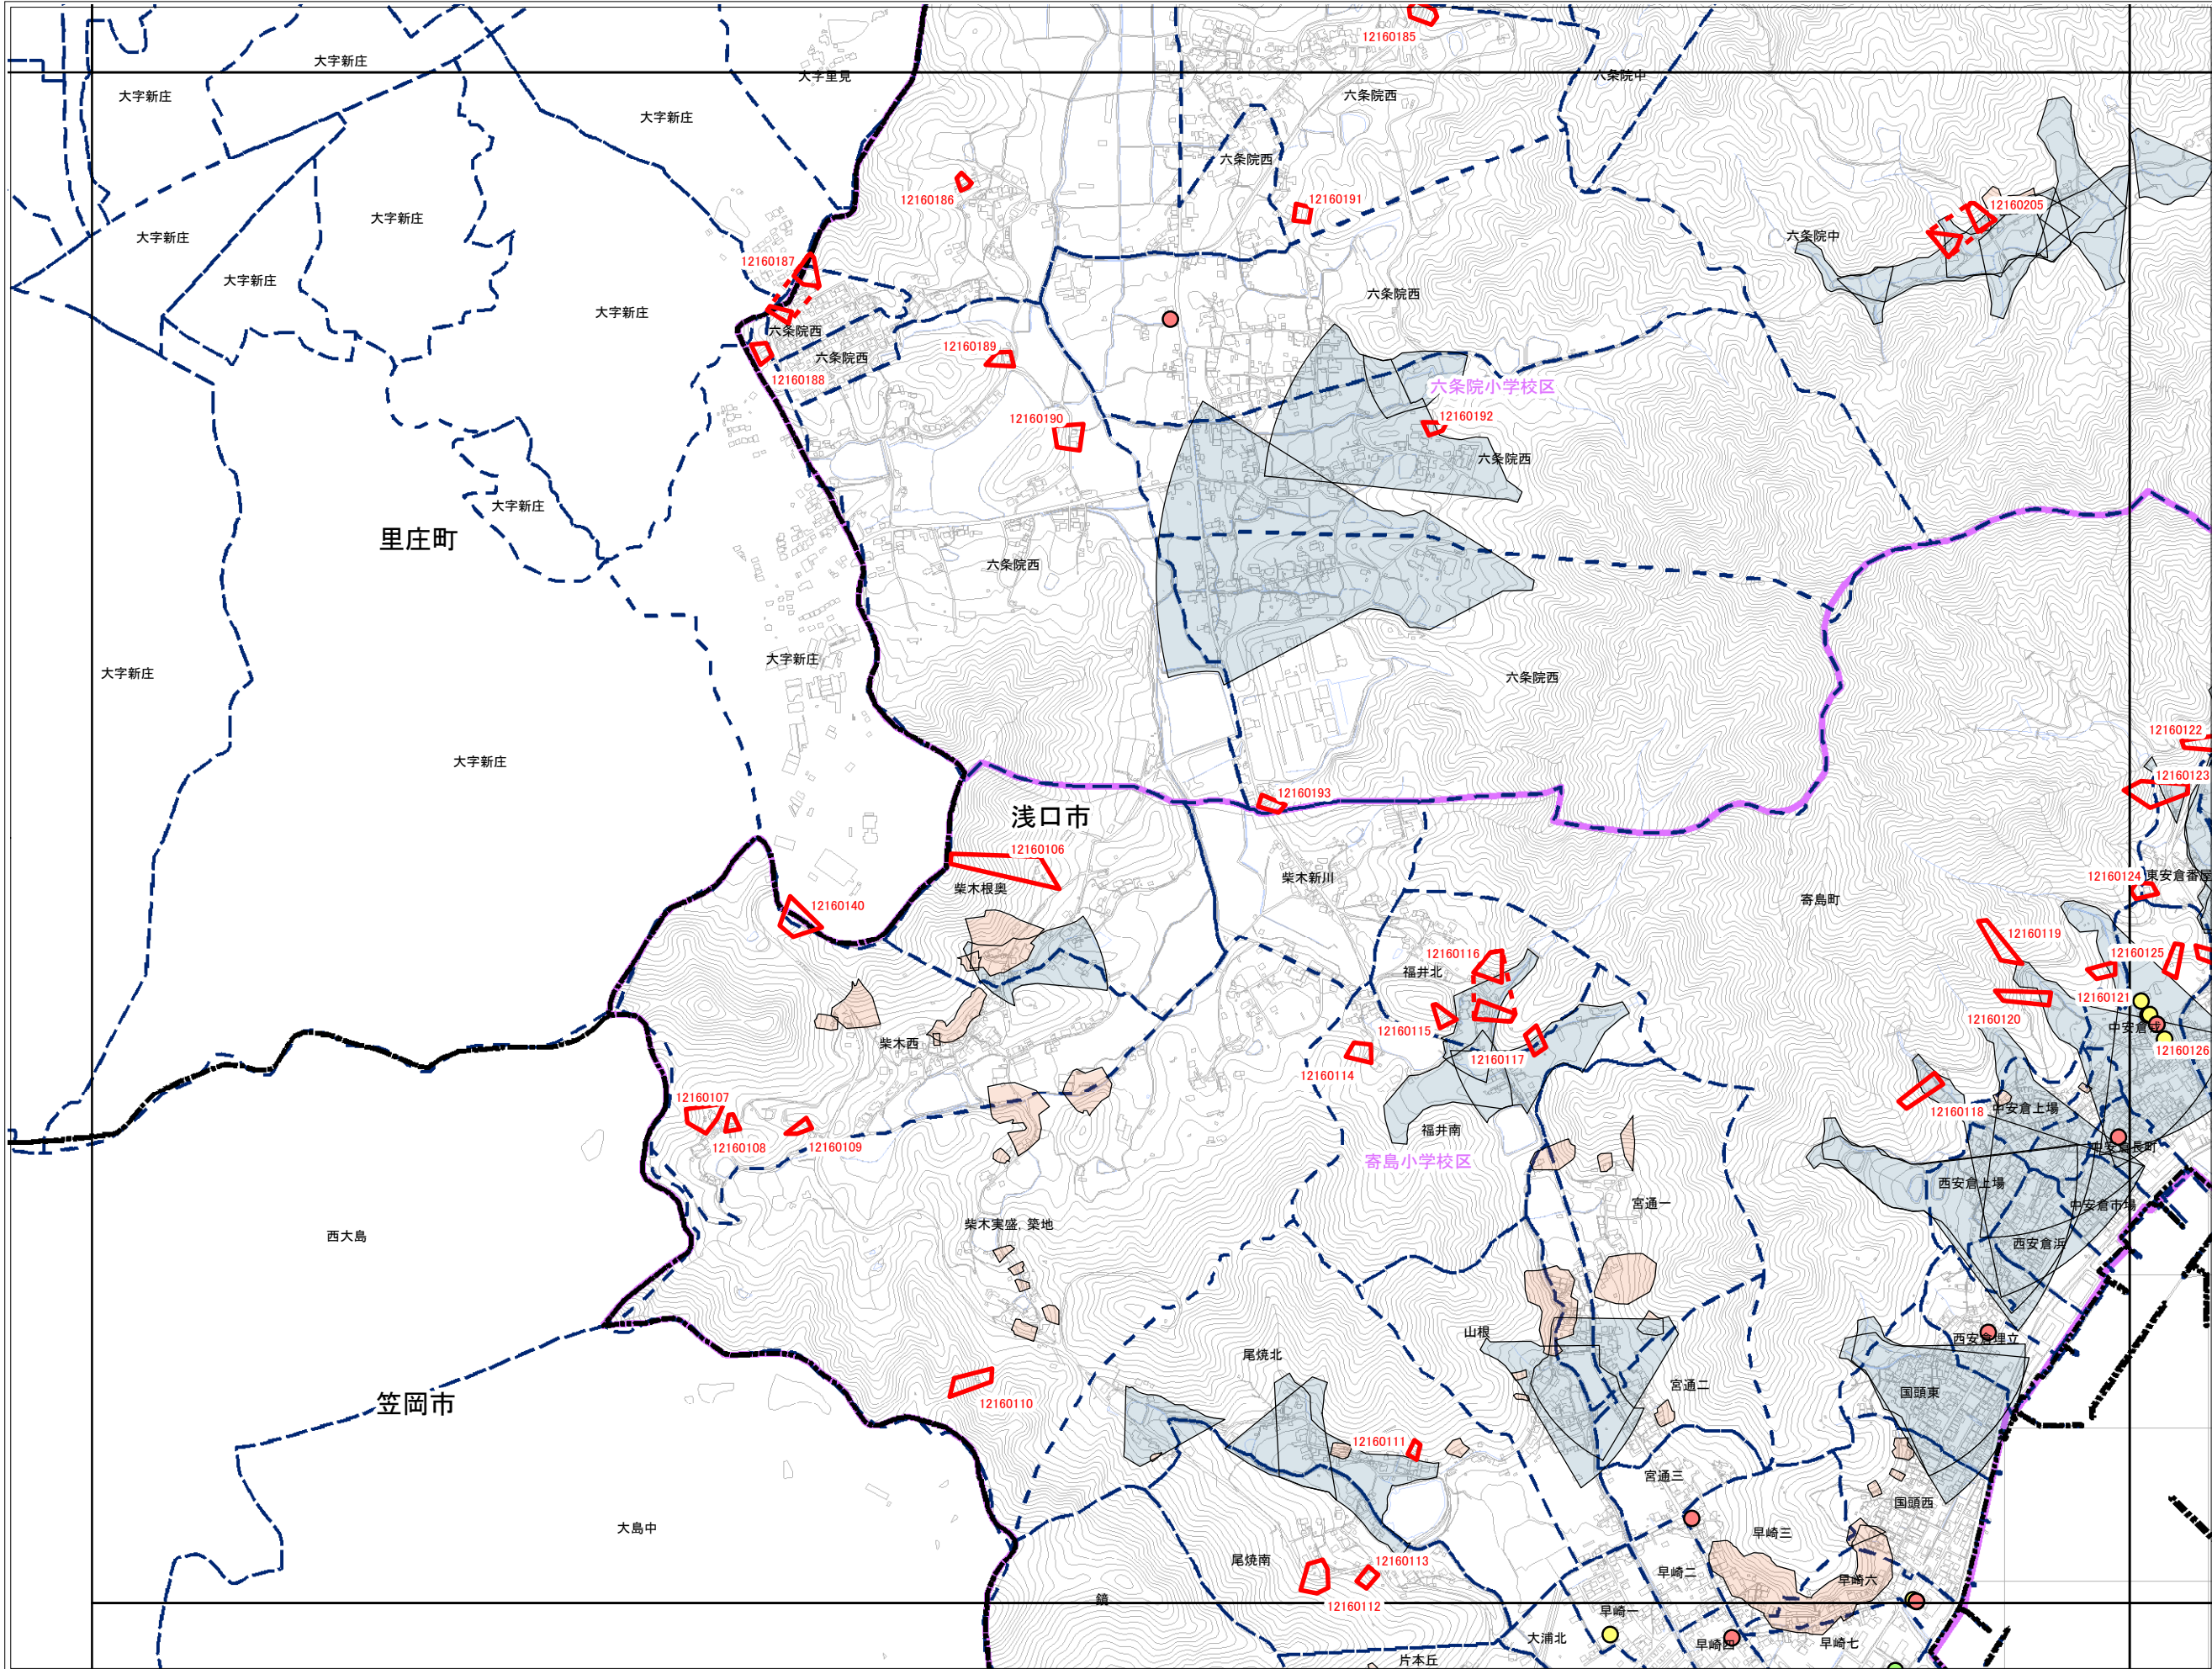 12160185
大字新庄
大字里見
六条院中
大字新庄
六条院西
大字新庄
六条院西
12160186
12160191
12160205
大字新庄
大字新庄
六条院中
12160187
大字新庄
六条院西
大字新庄
六条院西
12160189
六条院西
12160188
六条院小学校区
12160190
12160192
六条院西
大字新庄
里庄町
六条院西
大字新庄
大字新庄
六条院西
12160122
大字新庄
12160123
12160193
浅口市
12160106
柴木根奥
柴木新川
12160124
東安倉番屋
寄島町
12160140
12160119
12160116
12160125
福井北
12160121
12160115
12160120
中安倉戎
柴木西
12160117
12160126
12160114
12160107
12160118
中安倉上場
福井南
12160108
12160109
中安倉長町
寄島小学校区
西安倉上場
宮通一
中安倉市場
柴木実盛, 築地
西大島
西安倉浜
山根
西安倉埋立
尾焼北
宮通二
国頭東
笠岡市
12160110
12160111
宮通三
国頭西
大島中
早崎三
尾焼南
12160113
早崎二
早崎六
鏡
12160112
早崎一
大浦北
早崎四
早崎七
片本丘